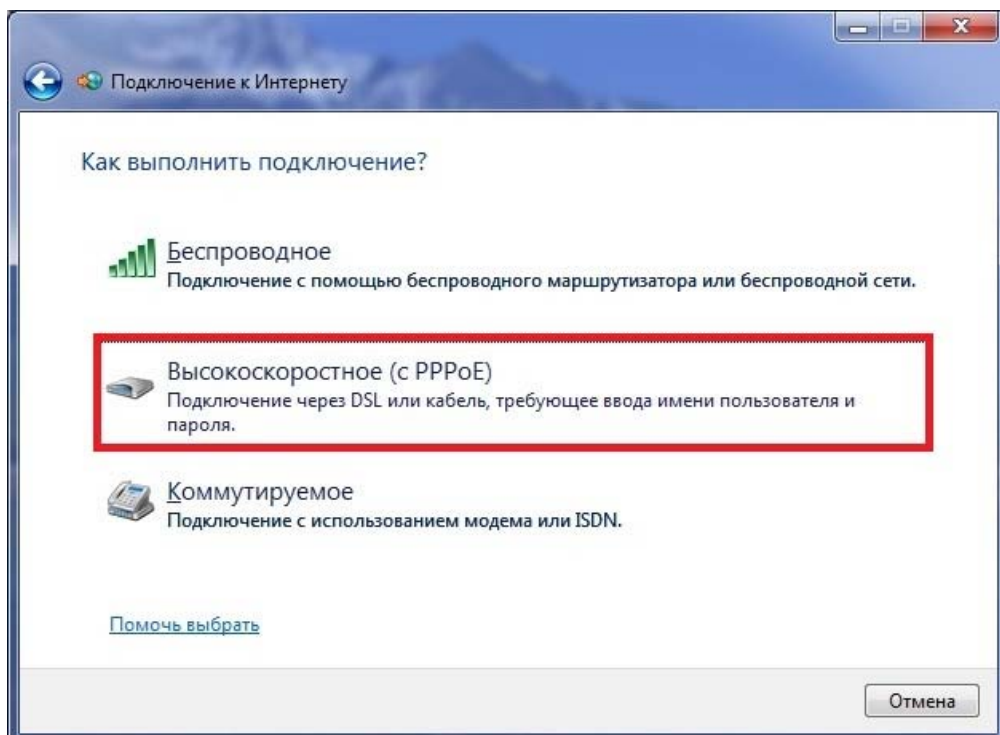 Подключение к Интернету
Как выполнить подключение?
Беспроводное
Подключение с помощью беспроводного маршрутизатора или беспроводной сети.
Высокоскоростное (с PPPoE)
Подключение через DSL или кабель, требующее ввода имени пользователя и
пароля.
Коммутируемое
Подключение с использованием модема или ISDN.
Помочь выбрать
Отмена